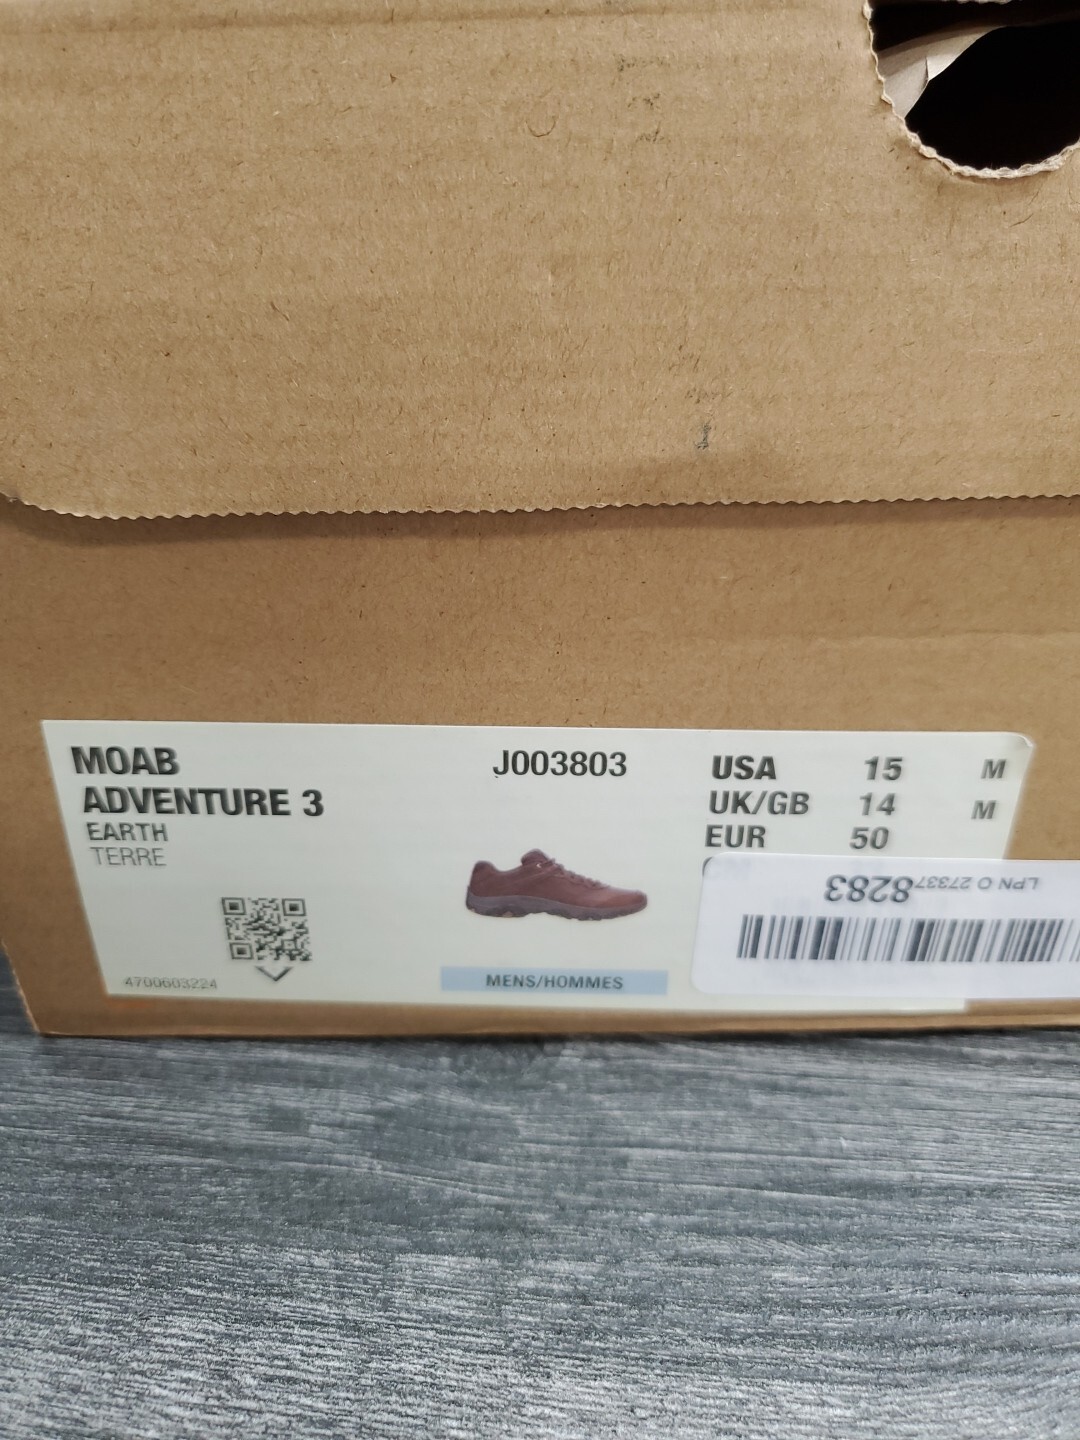 MOAB
ADVENTURE 3
EARTH
TERRE
4700603224
J003803
MENS/HOMMES
USA 15 M
UK/GB 14 M
EUR 50
LPN O 27337 8283